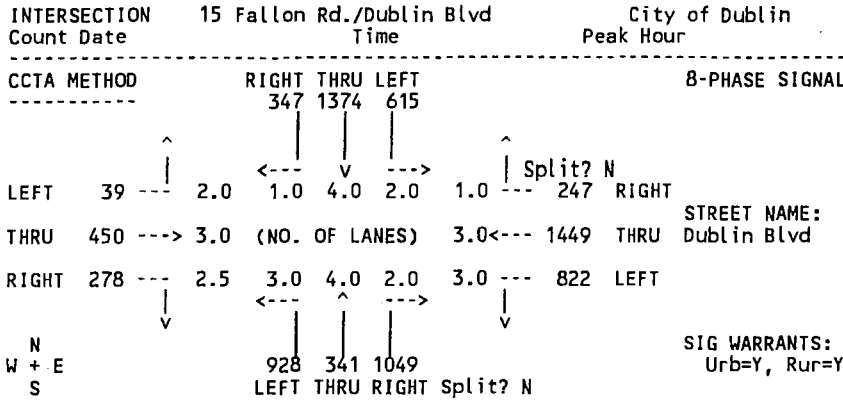 INTERSECTION 15 Fallon Rd./Dublin Blvd City of Dublin
Count Date Time Peak Hour
------------------------------------------------------------------------
CCTA METHOD RIGHT THRU LEFT 8-PHASE SIGNAL
----------- 347 1374 615
^ ^
<--- V ---> Split? N
LEFT 39 --- 2.0 1.0 4.0 2.0 1.0 --- 247 RIGHT
STREET NAME:
THRU 450 ---> 3.0 (NO. OF LANES) 3.0<--- 1449 THRU Dublin Blvd
RIGHT 278 --- 2.5 3.0 4.0 2.0 3.0 --- 822 LEFT
<--- ^ --->
V V
N SIG WARRANTS:
W + E 928 341 1049 Urb=Y, Rur=Y
S LEFT THRU RIGHT Split? N